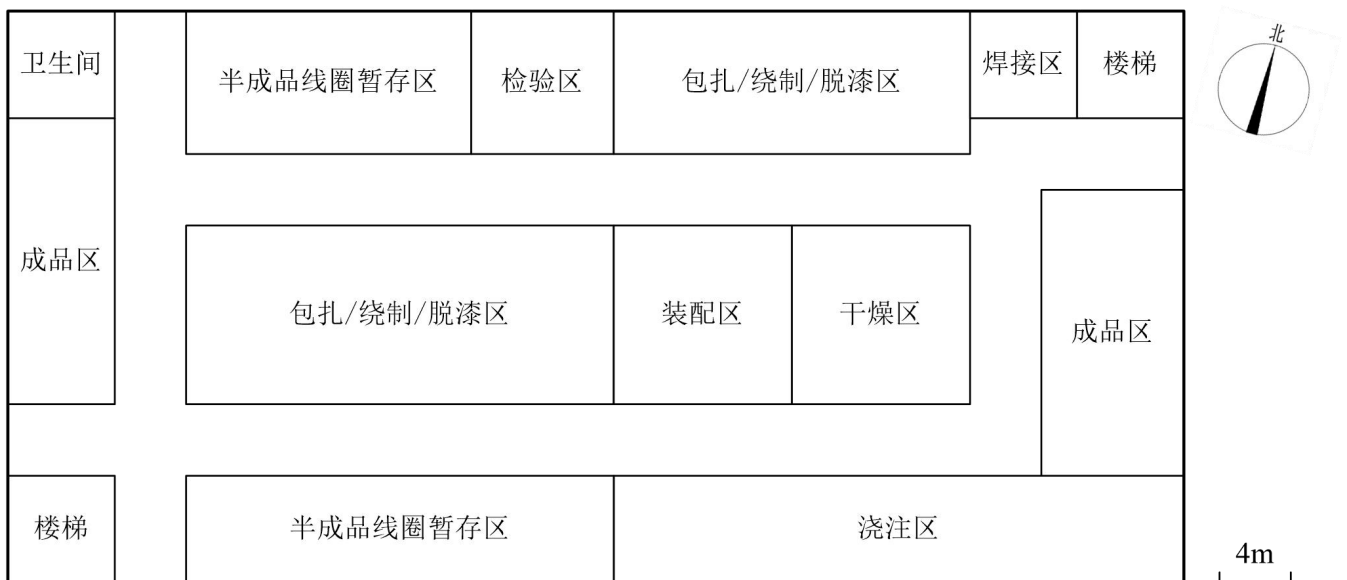 卫生间
半成品线圈暂存区
检验区
包扎/绕制/脱漆区
焊接区
楼梯
北
成品区
包扎/绕制/脱漆区
装配区
干燥区
成品区
楼梯
半成品线圈暂存区
浇注区
4m